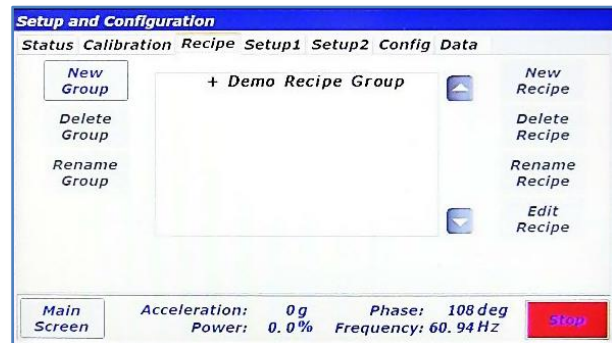 Setup and Configuration
Status Calibration Recipe Setup1 Setup2 Config Data
New
Group
+ Demo Recipe Group
New
Recipe
Delete
Group
Delete
Recipe
Rename
Group
Rename
Recipe
Edit
Recipe
Main
Screen
Acceleration: 0 g Phase: 108 deg
Power: 0.0% Frequency: 60.94 Hz
Stop